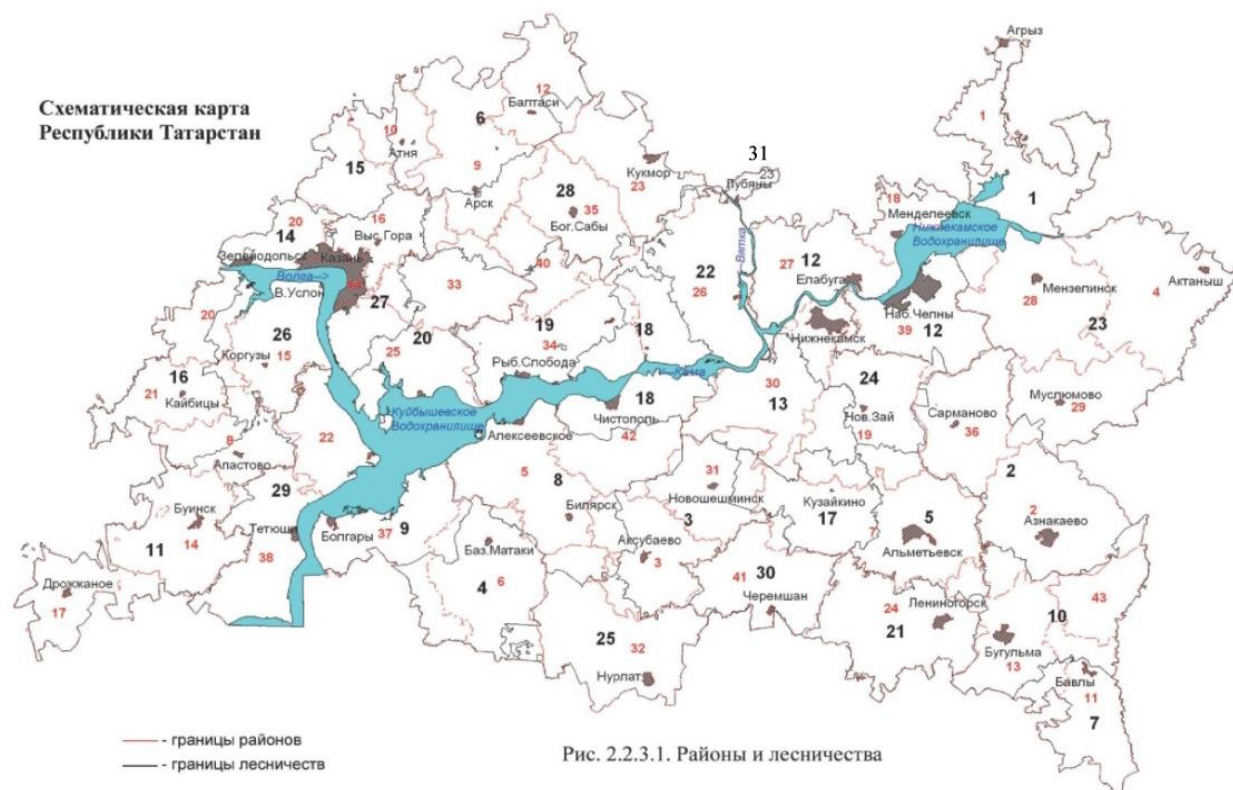 Схематическая карта
Республики Татарстан
Агрыз
1
12
Балтаси
6
10
Атня
15
9
Арск
Кукмор
23
31
23
Лубяны
28
35
Бог.Сабы
18
Менделеевск
Нижнекамское
Водохранилище
1
20
14
Зеленодольск
16
Выс.Гора
Казань
Волга-->
В.Услон
27
33
40
22
26
Вятка
27
12
Елабуга
Наб.Челны
39
12
Нижнекамск
28
Мензелинск
4
Актаныш
23
20
26
Коргузы
15
20
25
19
34
Рыб.Слобода
18
Кама
18
Чистополь
42
30
13
24
Нов.Зай
19
Сарманово
36
Муслюмово
29
16
21
Кайбицы
8
Апастово
22
Куйбышевское
Водохранилище
Алексеевское
5
8
Билярск
31
Новошешминск
3
Кузайкино
17
5
Альметьевск
2
2
Азнакаево
29
Буинск
14
11
Тетюши
38
Болгары
37
9
Баз.Матаки
4
6
Аксубаево
3
41
30
Черемшан
24
Лениногорск
21
10
43
Бугульма
13
Дрожжаное
17
25
32
Нурлат
Бавлы
11
7
- границы районов
- границы лесничеств
Рис. 2.2.3.1. Районы и лесничества